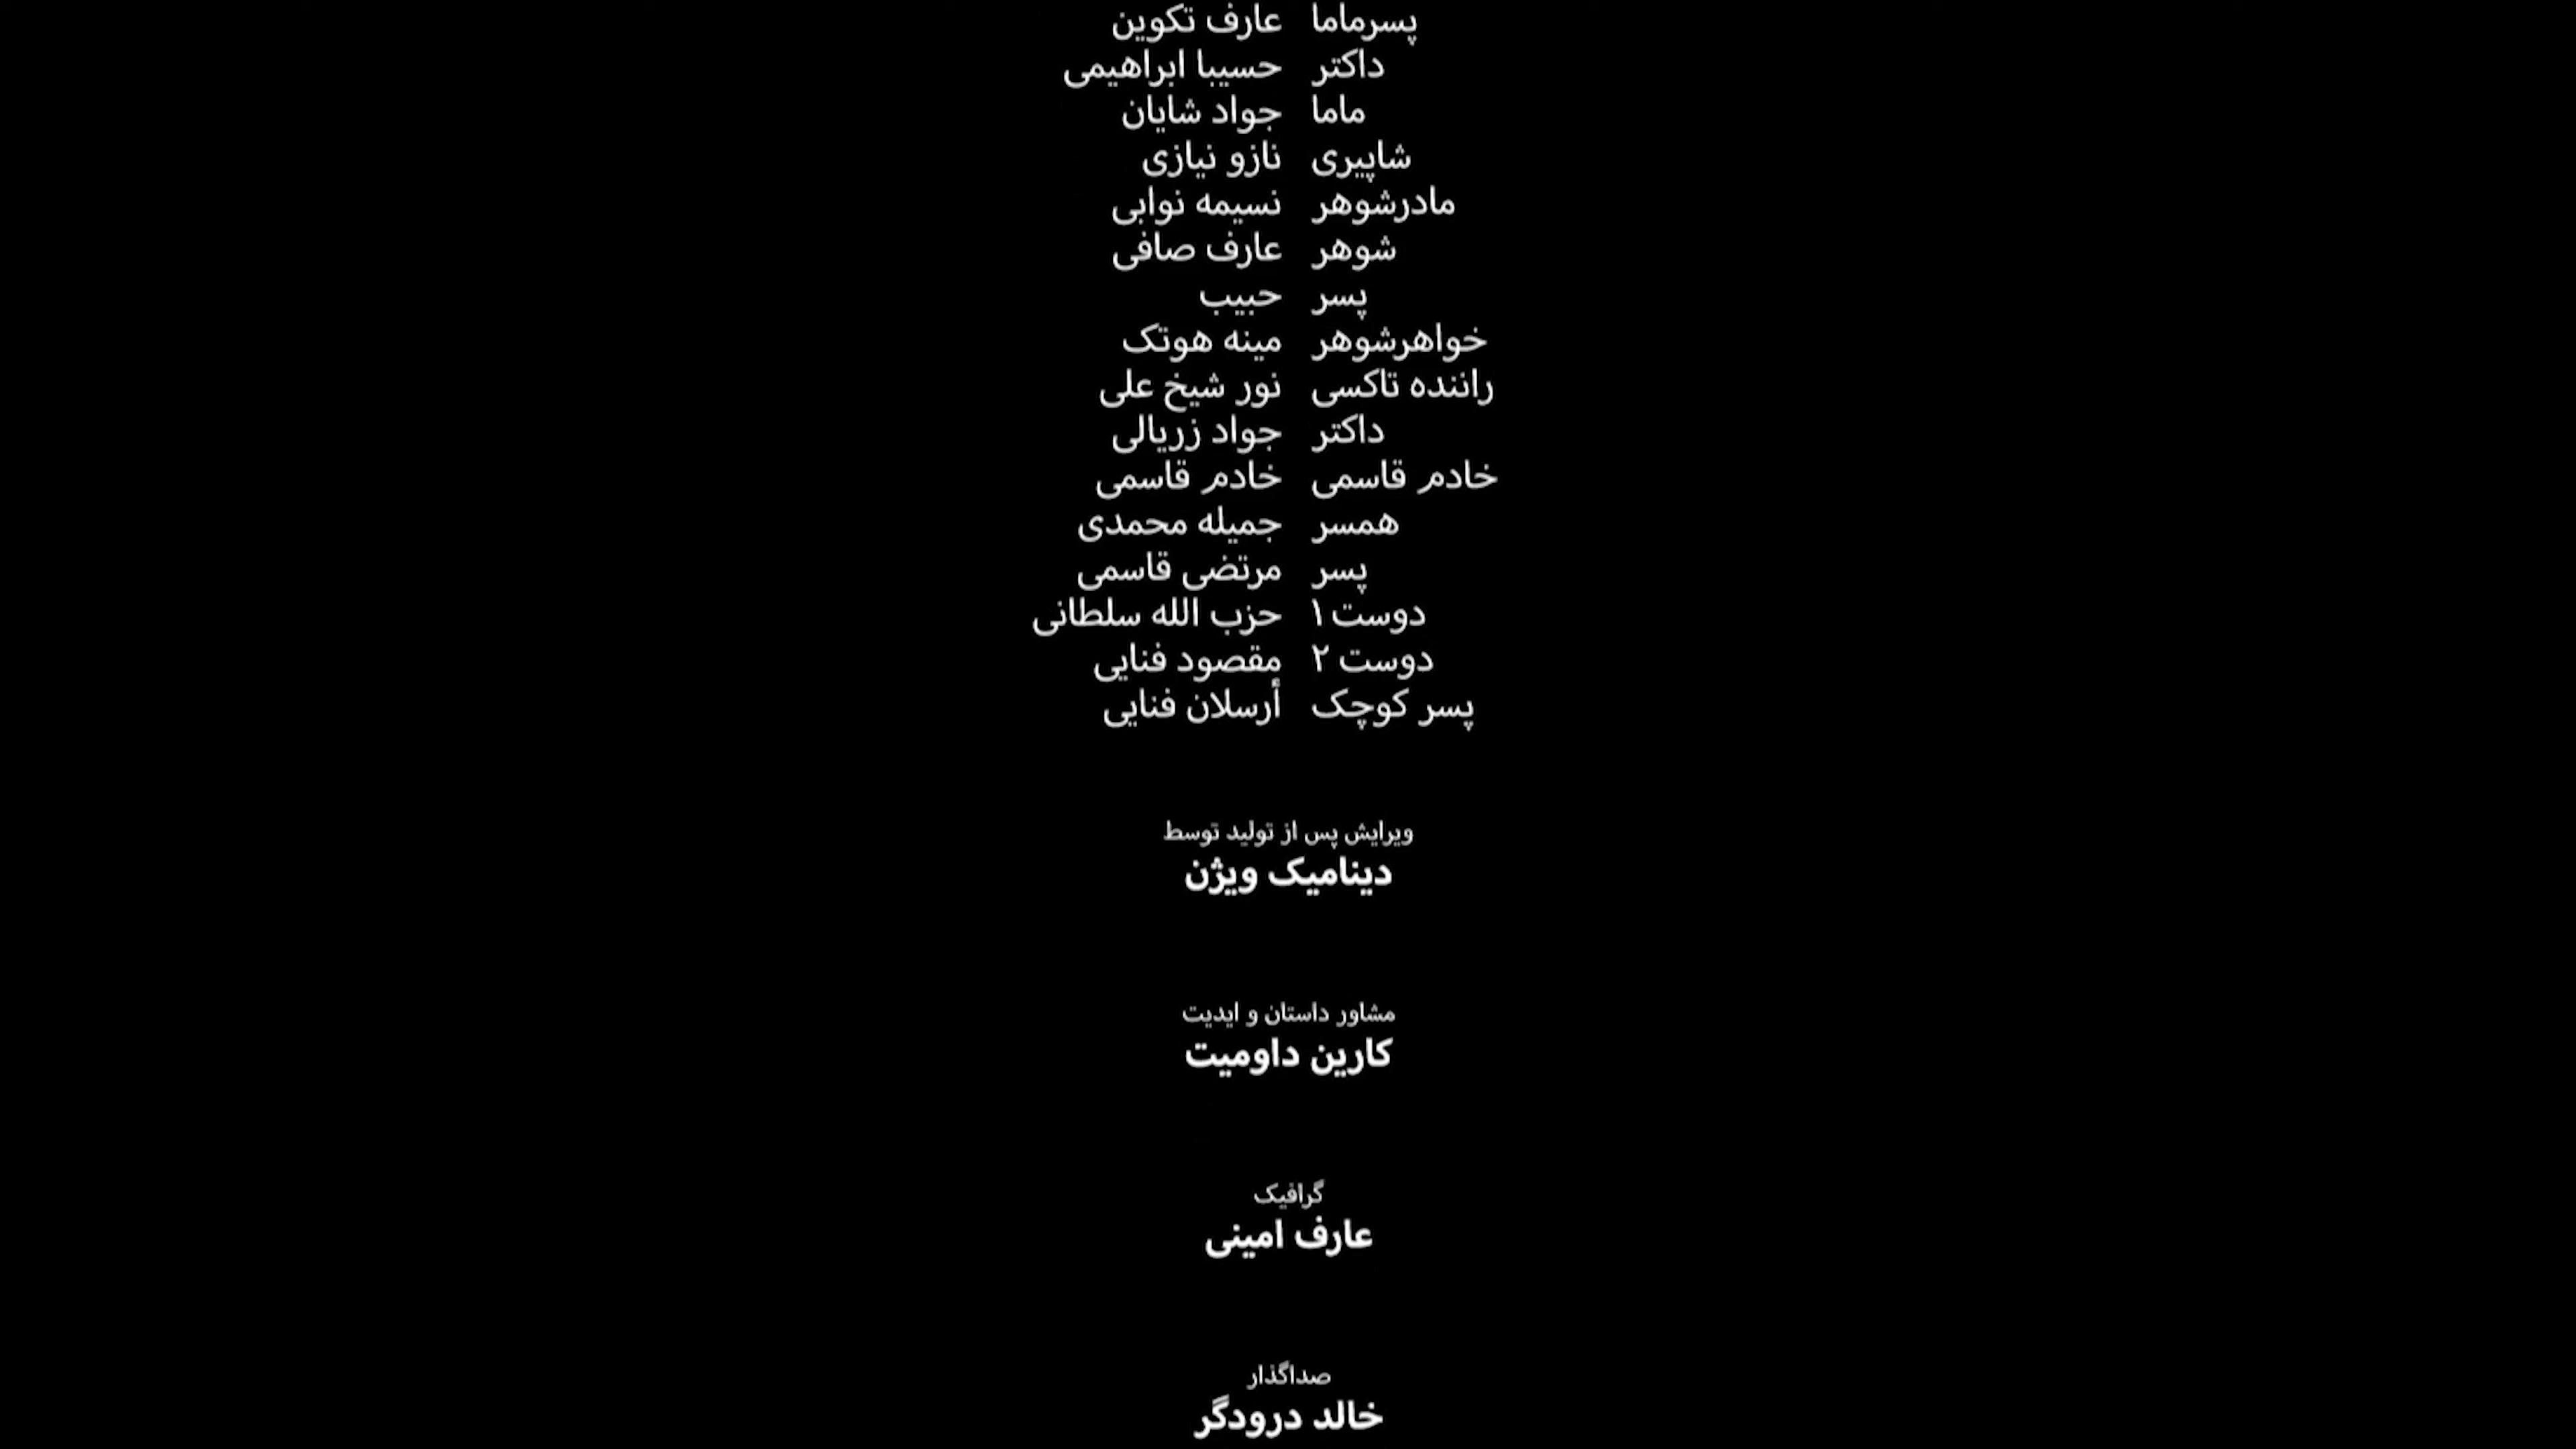 پسرماما عارف تکوین
داکتر حسیبا ابراهیمی
ماما جواد شایان
شاپیری نازو نیازی
مادرشوهر نسیمه نوابی
شوهر عارف صافی
پسر حبیب
خواهرشوهر مینه هوتک
راننده تاکسی نور شیخ علی
داکتر جواد زریالی
خادم قاسمی خادم قاسمی
همسر جمیله محمدی
پسر مرتضی قاسمی
دوست۱ حزب الله سلطانی
دوست ۲ مقصود فنایی
پسر کوچک أرسلان فنایی
ویرایش پس از تولید توسط
دینامیک ویژن
مشاور داستان و ایدیت
کارین داومیت
گرافیک
عارف امینی
صداگذار
خالد درودگر